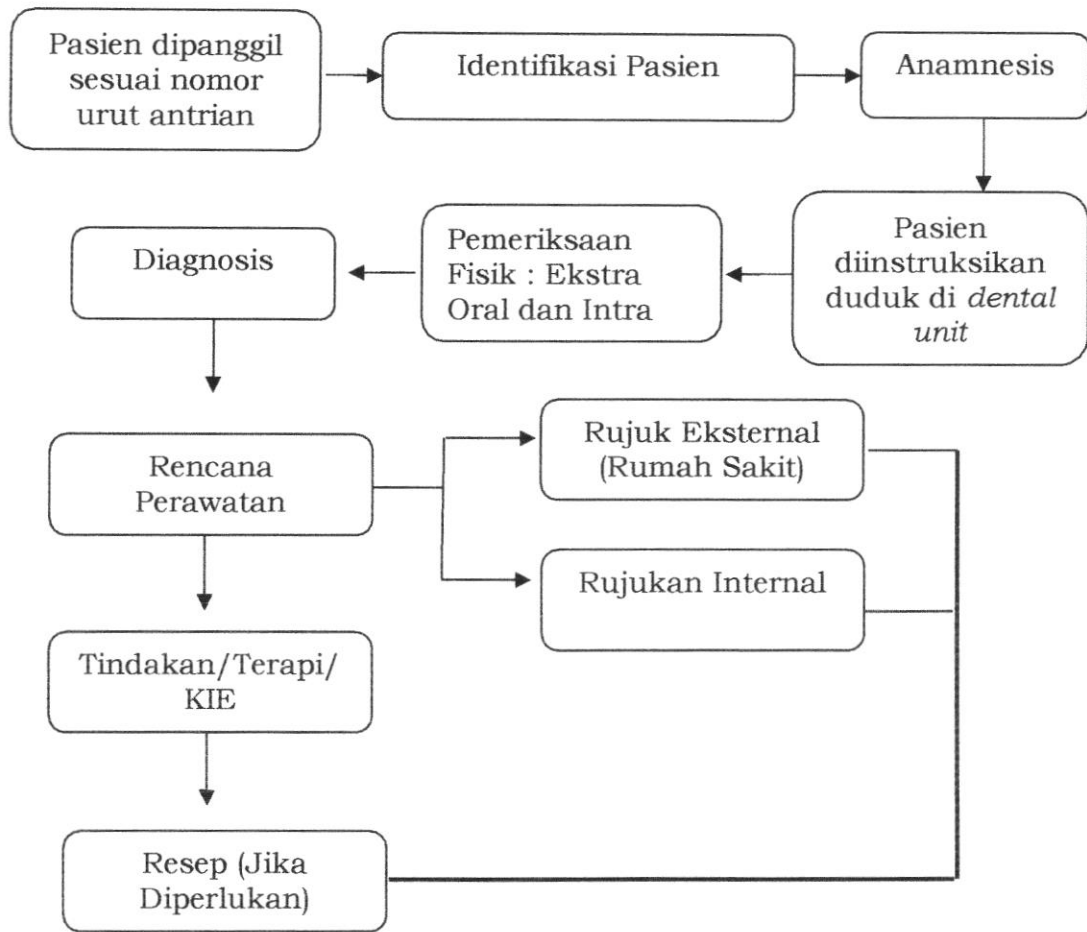 Pasien dipanggil
sesuai nomor
urut antrian
Identifikasi Pasien
Anamnesis
Pasien
diinstruksikan
duduk di dental
unit
Pemeriksaan
Fisik : Ekstra
Oral dan Intra
Diagnosis
Rencana
Perawatan
Rujuk Eksternal
(Rumah Sakit)
Rujukan Internal
Tindakan/Terapi/
KIE
Resep (Jika
Diperlukan)